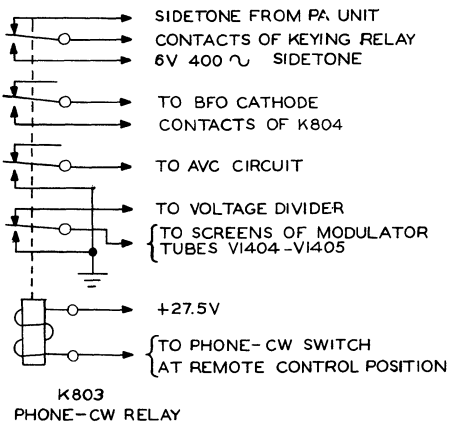 SIDETONE FROM PA UNIT
CONTACTS OF KEYING RELAY
6V 400 ∿ SIDETONE
TO BFO CATHODE
CONTACTS OF K804
TO AVC CIRCUIT
TO VOLTAGE DIVIDER
TO SCREENS OF MODULATOR
TUBES V1404-V1405
+27.5V
TO PHONE-CW SWITCH
AT REMOTE CONTROL POSITION
K803
PHONE-CW RELAY